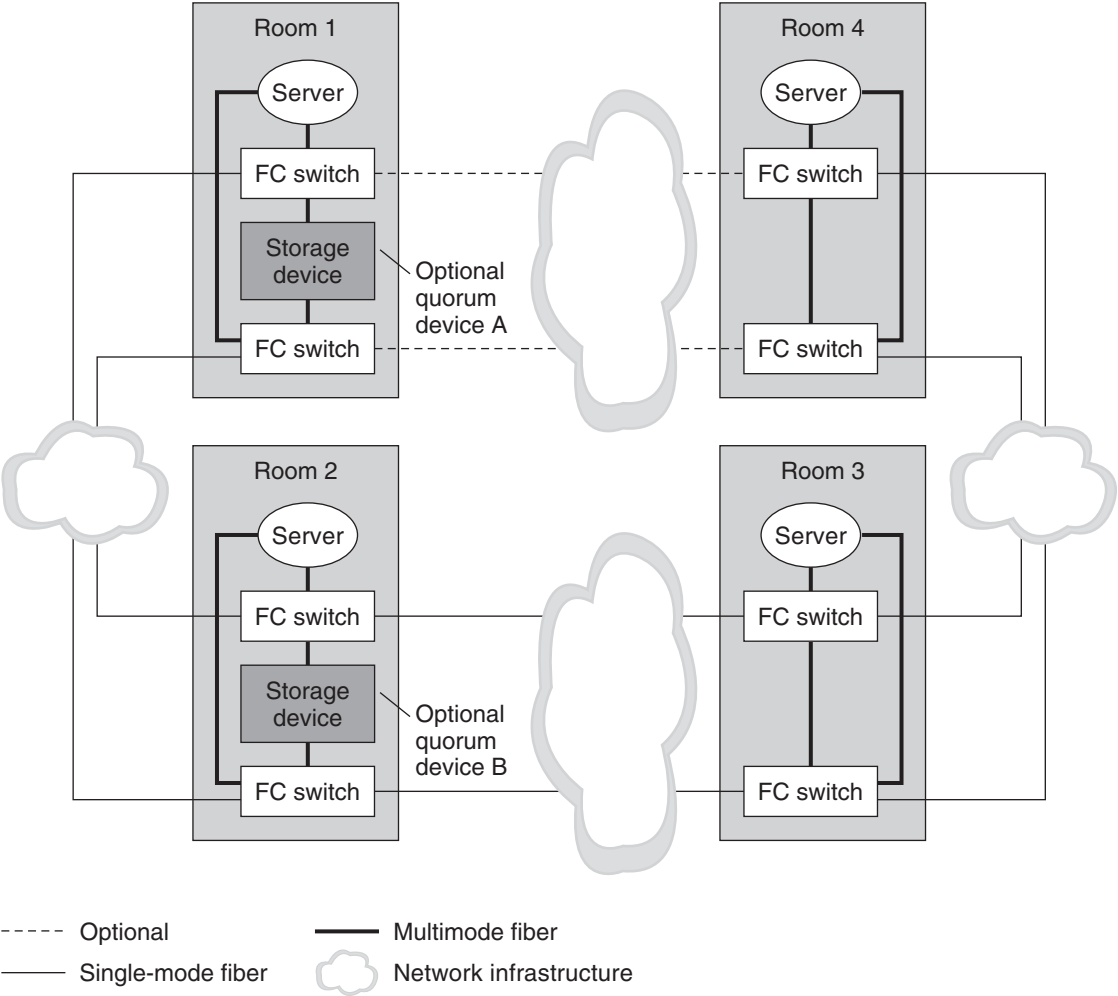 Room 1
Server
FC switch
Storage
device
Optional
quorum
device A
FC switch
Room 4
Server
FC switch
FC switch
Room 2
Server
FC switch
Storage
device
Optional
quorum
device B
FC switch
Room 3
Server
FC switch
FC switch
Optional
Multimode fiber
Single-mode fiber
Network infrastructure